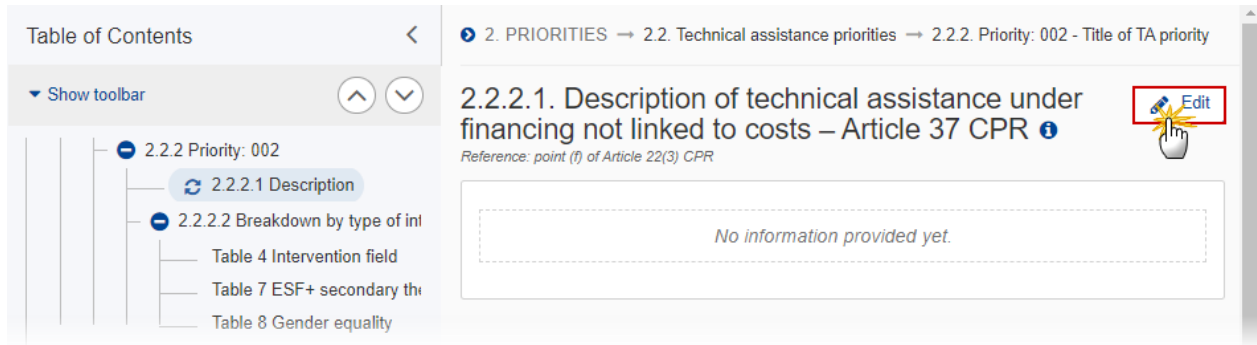 Table of Contents
Show toolbar
2.2.2 Priority: 002
2.2.2.1 Description
2.2.2.2 Breakdown by type of int
Table 4 Intervention field
Table 7 ESF+ secondary the
Table 8 Gender equality
2. PRIORITIES → 2.2. Technical assistance priorities → 2.2.2. Priority: 002 - Title of TA priority
2.2.2.1. Description of technical assistance under
financing not linked to costs – Article 37 CPR
Reference: point (f) of Article 22(3) CPR
Edit
No information provided yet.